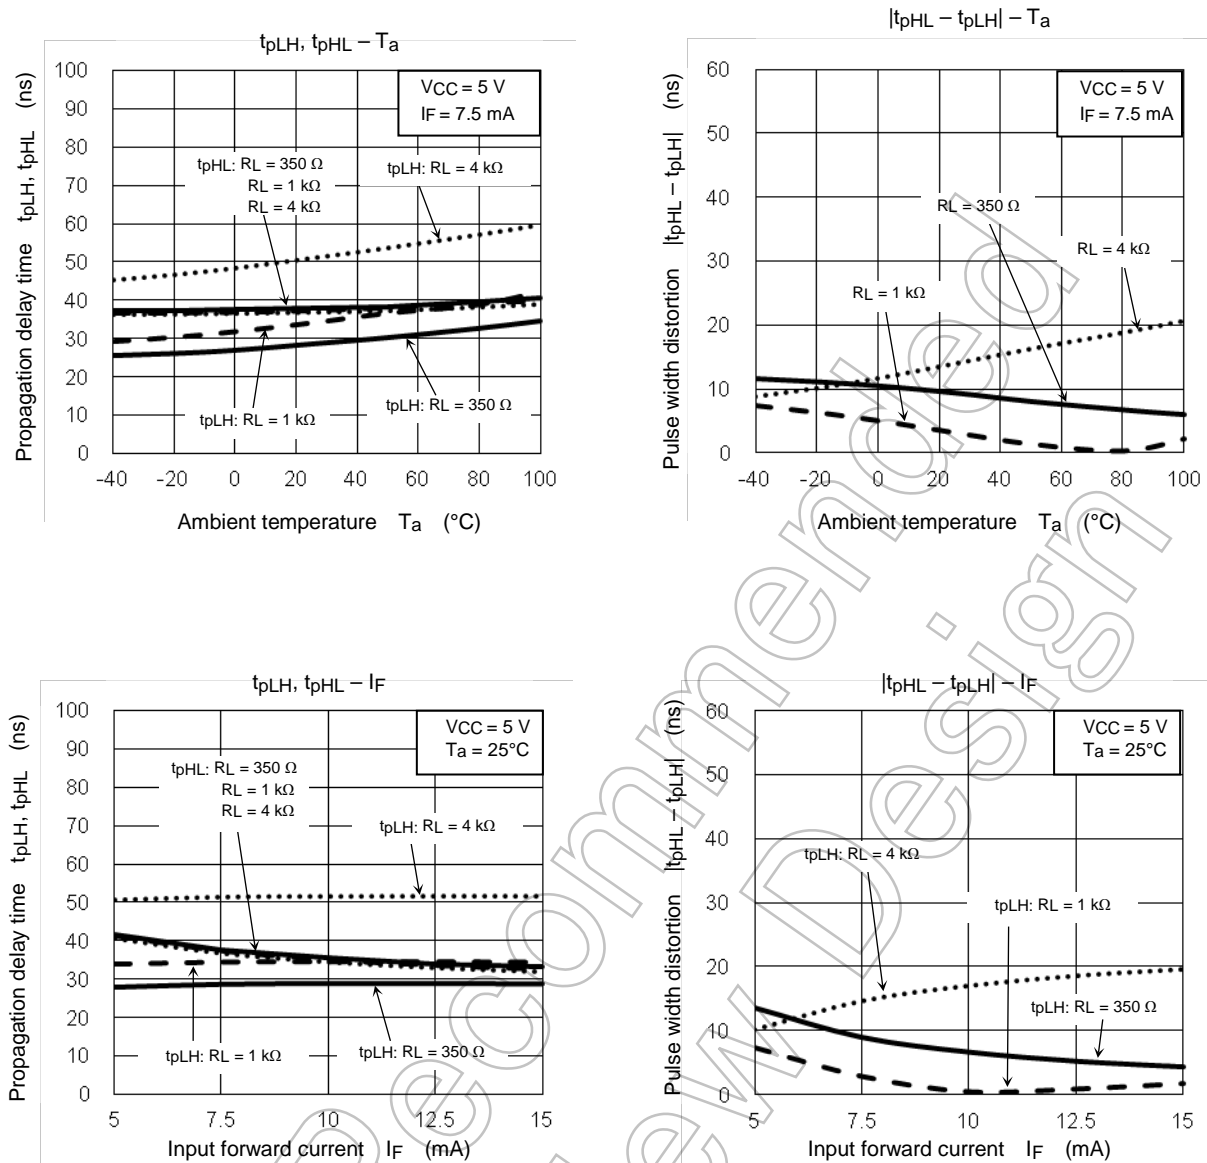 tpLH, tpHL – Ta
Propagation delay time tpLH, tpHL (ns)
100
90
80
70
60
50
40
30
20
10
0
VCC = 5 V
IF = 7.5 mA
tpHL: RL = 350 Ω
RL = 1 kΩ
RL = 4 kΩ
tpLH: RL = 4 kΩ
tpLH: RL = 1 kΩ
tpLH: RL = 350 Ω
-40 -20 0 20 40 60 80 100
Ambient temperature Ta (°C)
|tpHL – tpLH| – Ta
Pulse width distortion |tpHL – tpLH| (ns)
60
50
40
30
20
10
0
VCC = 5 V
IF = 7.5 mA
RL = 350 Ω
RL = 4 kΩ
RL = 1 kΩ
-40 -20 0 20 40 60 80 100
Ambient temperature Ta (°C)
tpLH, tpHL – IF
Propagation delay time tpLH, tpHL (ns)
100
90
80
70
60
50
40
30
20
10
0
VCC = 5 V
Ta = 25°C
tpHL: RL = 350 Ω
RL = 1 kΩ
RL = 4 kΩ
tpLH: RL = 4 kΩ
tpLH: RL = 1 kΩ
tpLH: RL = 350 Ω
5 7.5 10 12.5 15
Input forward current IF (mA)
|tpHL – tpLH| – IF
Pulse width distortion |tpHL – tpLH| (ns)
60
50
40
30
20
10
0
VCC = 5 V
Ta = 25°C
tpLH: RL = 4 kΩ
tpLH: RL = 1 kΩ
tpLH: RL = 350 Ω
5 7.5 10 12.5 15
Input forward current IF (mA)
Recommended
ew Design